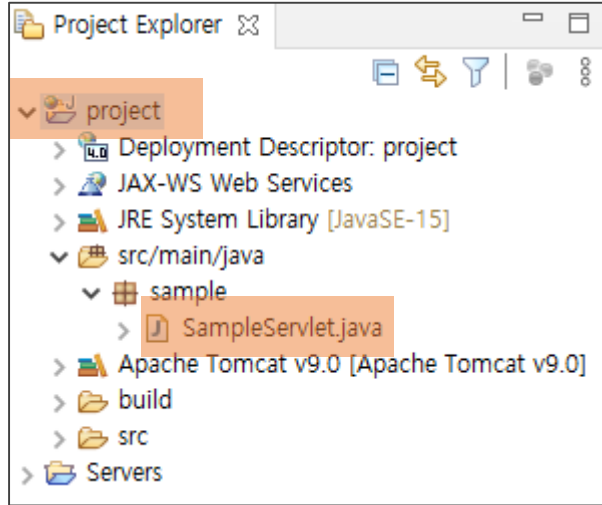 Project Explorer
project
Deployment Descriptor: project
JAX-WS Web Services
JRE System Library [JavaSE-15]
src/main/java
sample
SampleServlet.java
Apache Tomcat v9.0 [Apache Tomcat v9.0]
build
src
Servers